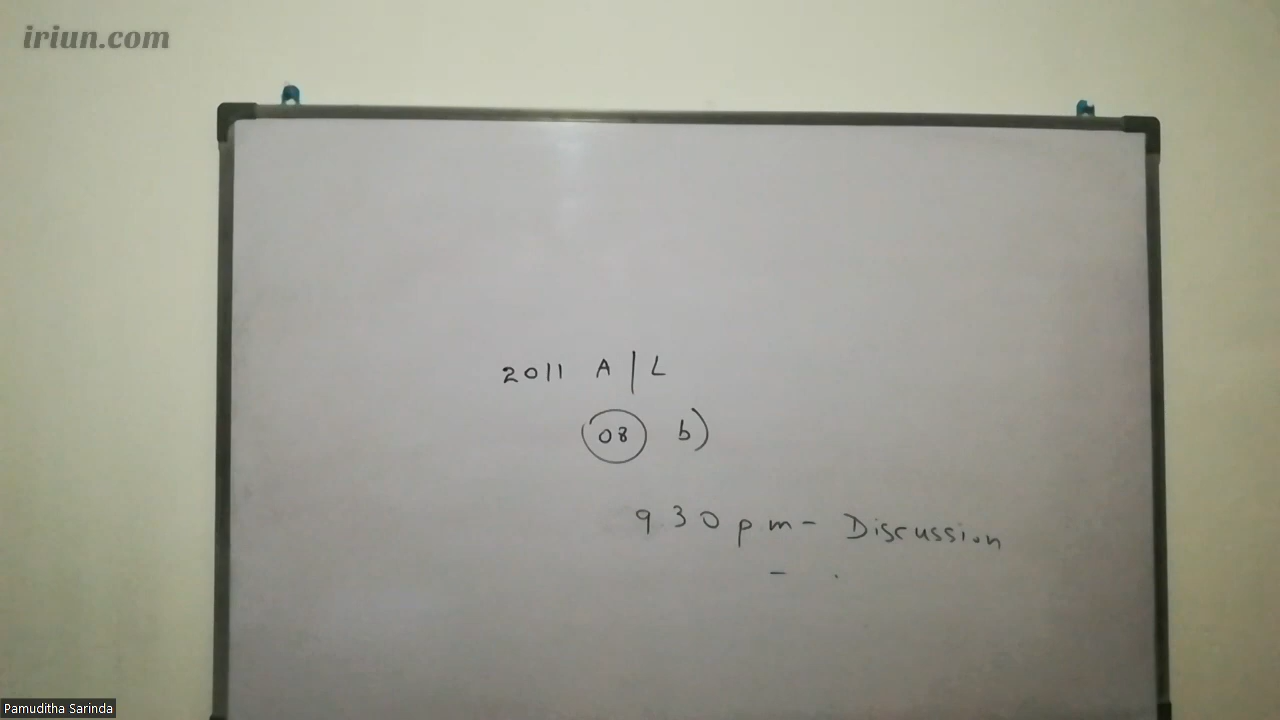 iriun.com
2011 A|L
08 b)
9 30 pm - Discussion
Pamuditha Sarinda